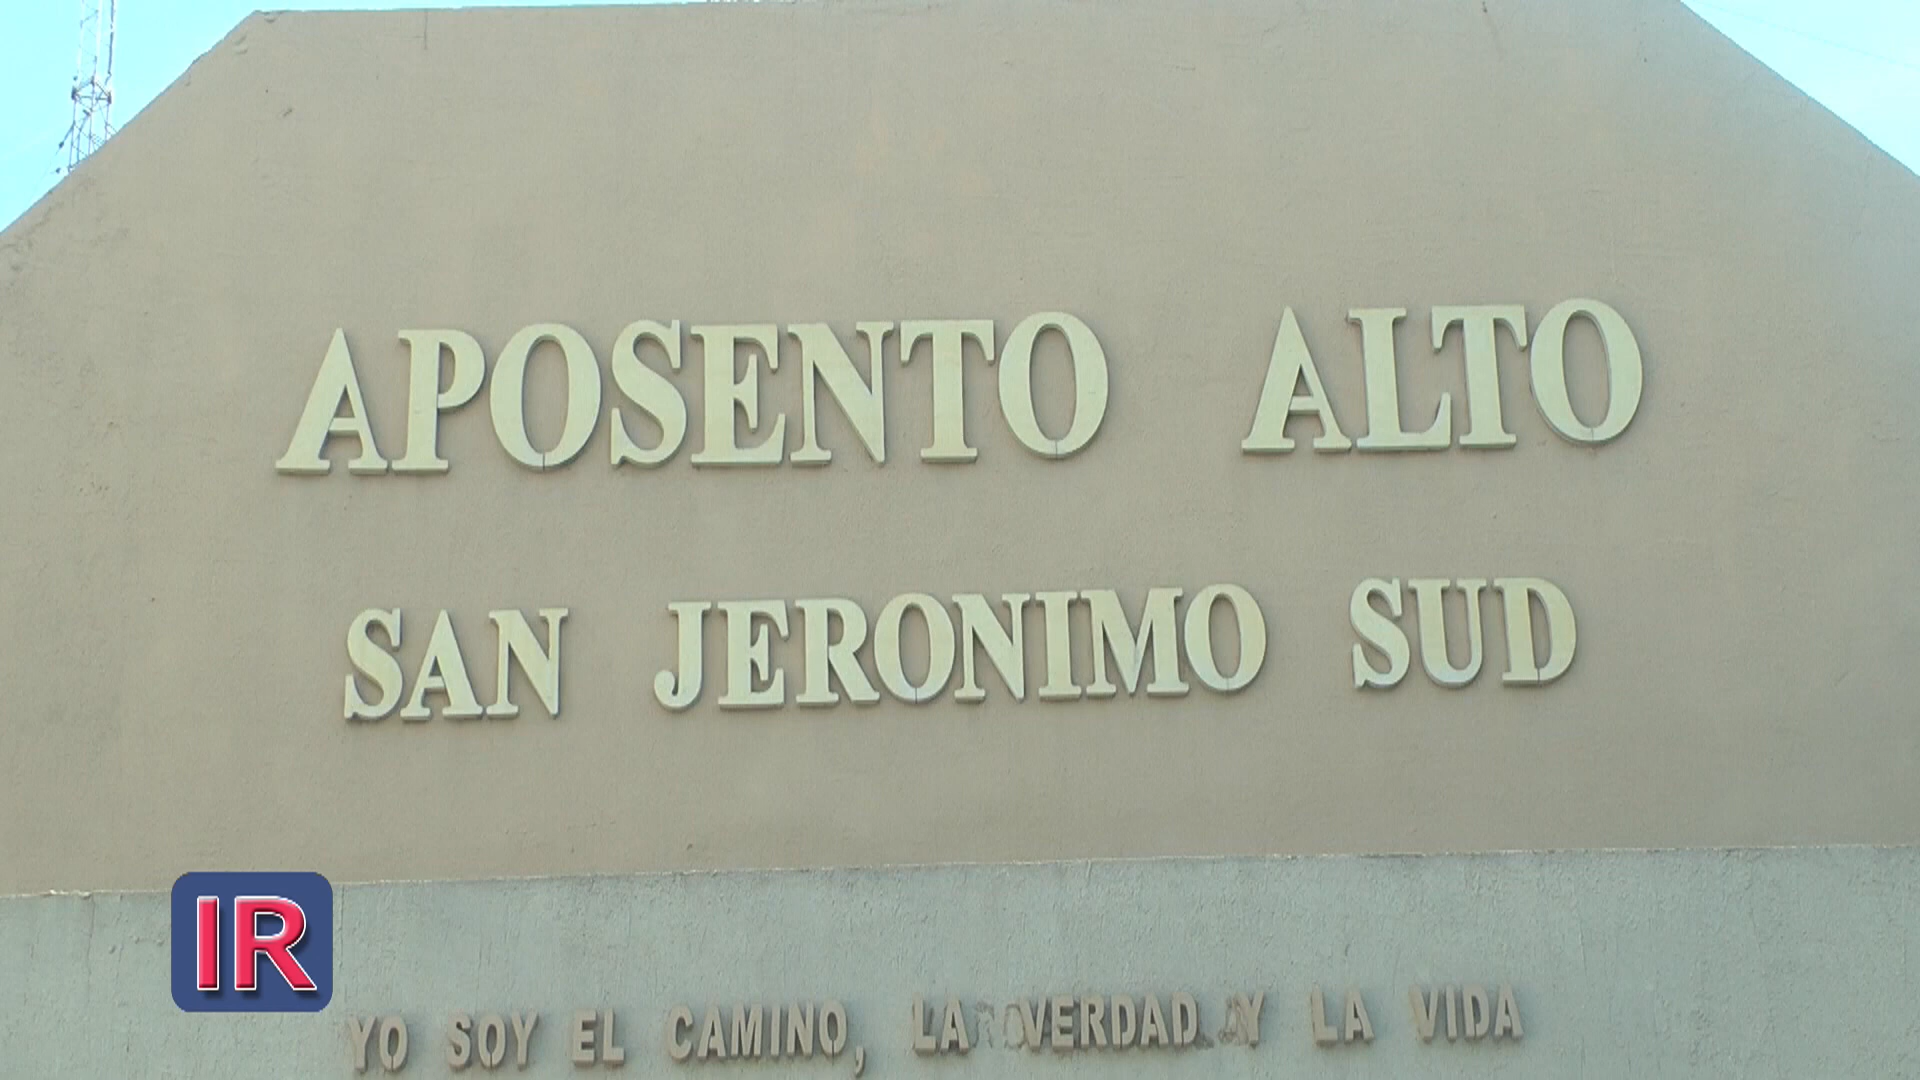 APOSENTO ALTO
SAN JERONIMO SUD
IR
YO SOY EL CAMINO, LA VERDAD Y LA VIDA